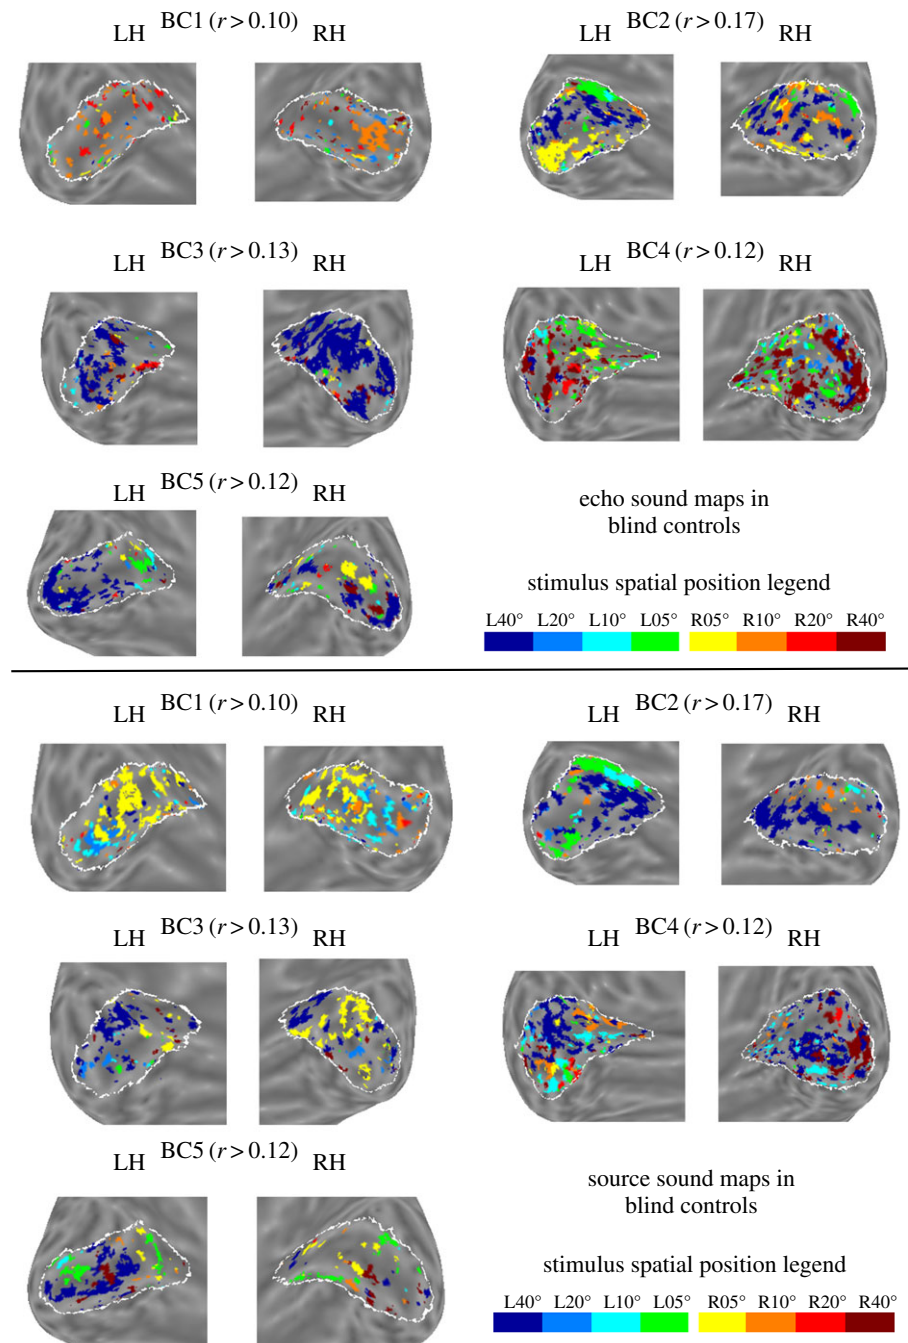 BC1 (r > 0.10)
LH RH
BC2 (r > 0.17)
LH RH
BC3 (r > 0.13)
LH RH
BC4 (r > 0.12)
LH RH
BC5 (r > 0.12)
LH RH
echo sound maps in
blind controls
stimulus spatial position legend
L40° L20° L10° L05° R05° R10° R20° R40°
BC1 (r > 0.10)
LH RH
BC2 (r > 0.17)
LH RH
BC3 (r > 0.13)
LH RH
BC4 (r > 0.12)
LH RH
BC5 (r > 0.12)
LH RH
source sound maps in
blind controls
stimulus spatial position legend
L40° L20° L10° L05° R05° R10° R20° R40°